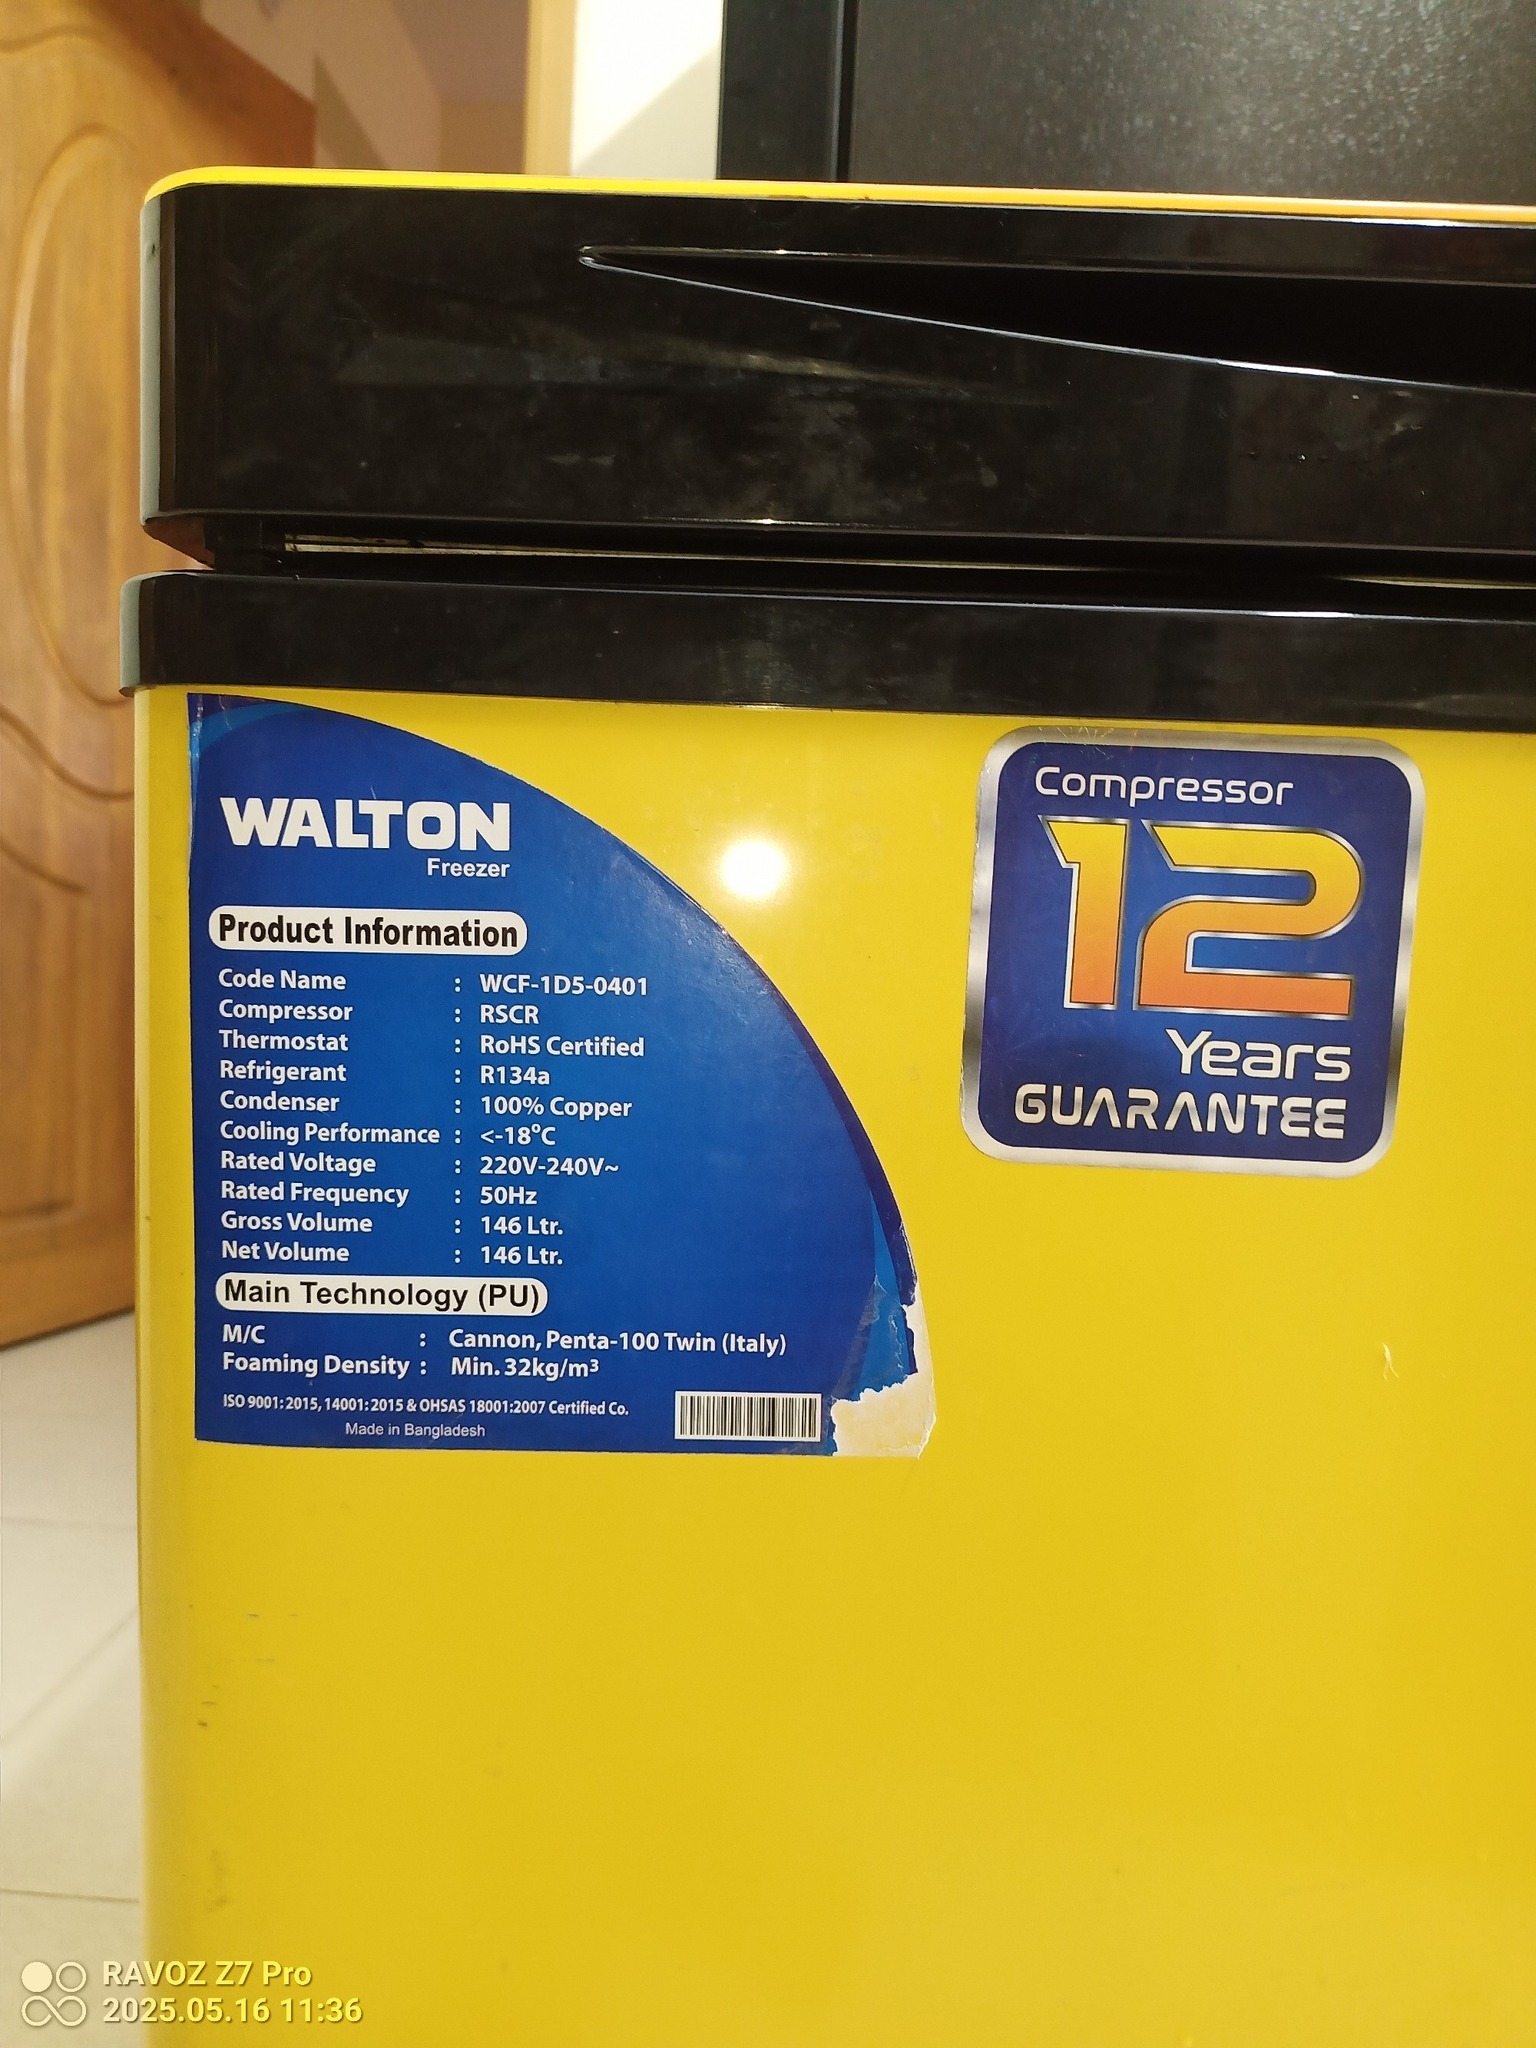 WALTON
Freezer
Product Information
Code Name : WCF-1D5-0401
Compressor : RSCR
Thermostat : RoHS Certified
Refrigerant : R134a
Condenser : 100% Copper
Cooling Performance : <-18°C
Rated Voltage : 220V-240V~
Rated Frequency : 50Hz
Gross Volume : 146 Ltr.
Net Volume : 146 Ltr.
Main Technology (PU)
M/C : Cannon, Penta-100 Twin (Italy)
Foaming Density : Min. 32kg/m³
ISO 9001: 2015, 14001: 2015 & OHSAS 18001:2007 Certified Co.
Made in Bangladesh
Compressor
12
Years
GUARANTEE
RAVOZ Z7 Pro
2025.05.16 11:36